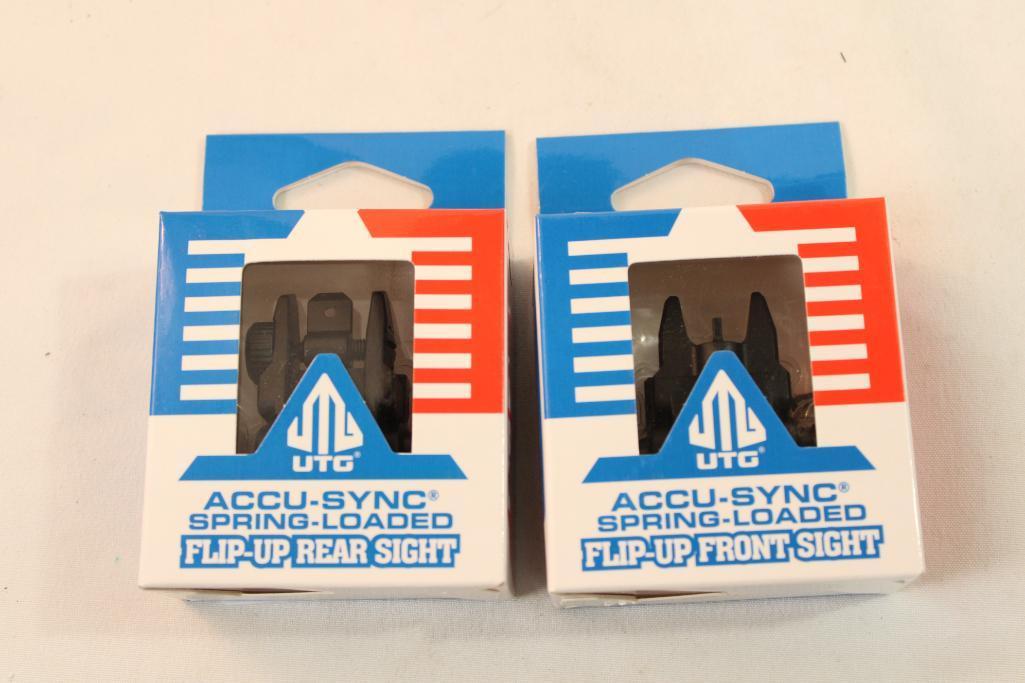 UTG®
ACCU-SYNC®
SPRING-LOADED
FLIP-UP REAR SIGHT
UTG®
ACCU-SYNC®
SPRING-LOADED
FLIP-UP FRONT SIGHT